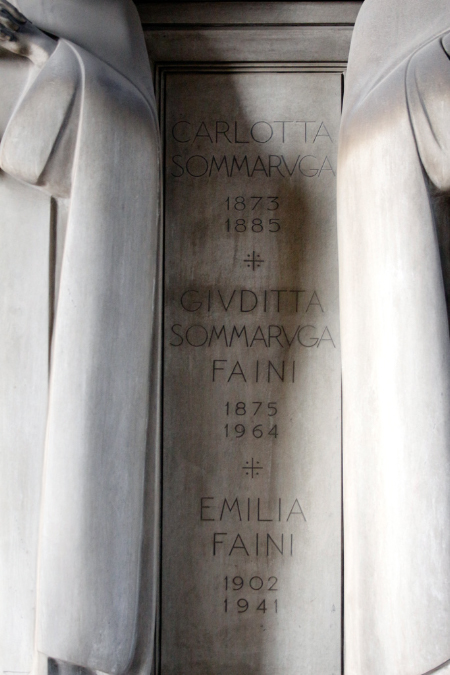 CARLOTTA
SOMMARVGA
1873
1885
GIVDITTA
SOMMARVGA
FAINI
1875
1964
EMILIA
FAINI
1902
1941